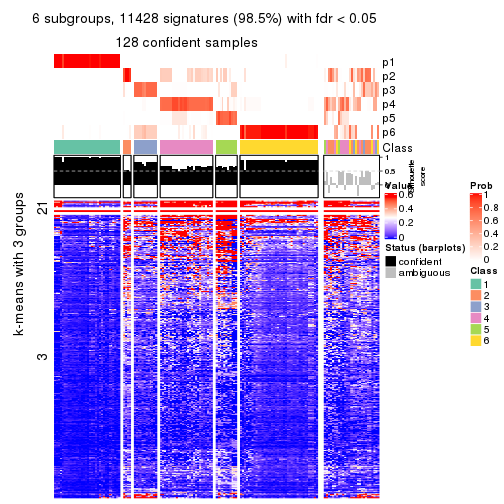 6 subgroups, 11428 signatures (98.5%) with fdr < 0.05
128 confident samples
p1
p2
p3
p4
p5
p6
Class
1
0.5
0
silhouette
score
k-means with 3 groups
21
3
Value
0.6
0.4
0.2
0
Status (barplots)
confident
ambiguous
Prob
1
0.8
0.6
0.4
0.2
0
Class
1
2
3
4
5
6